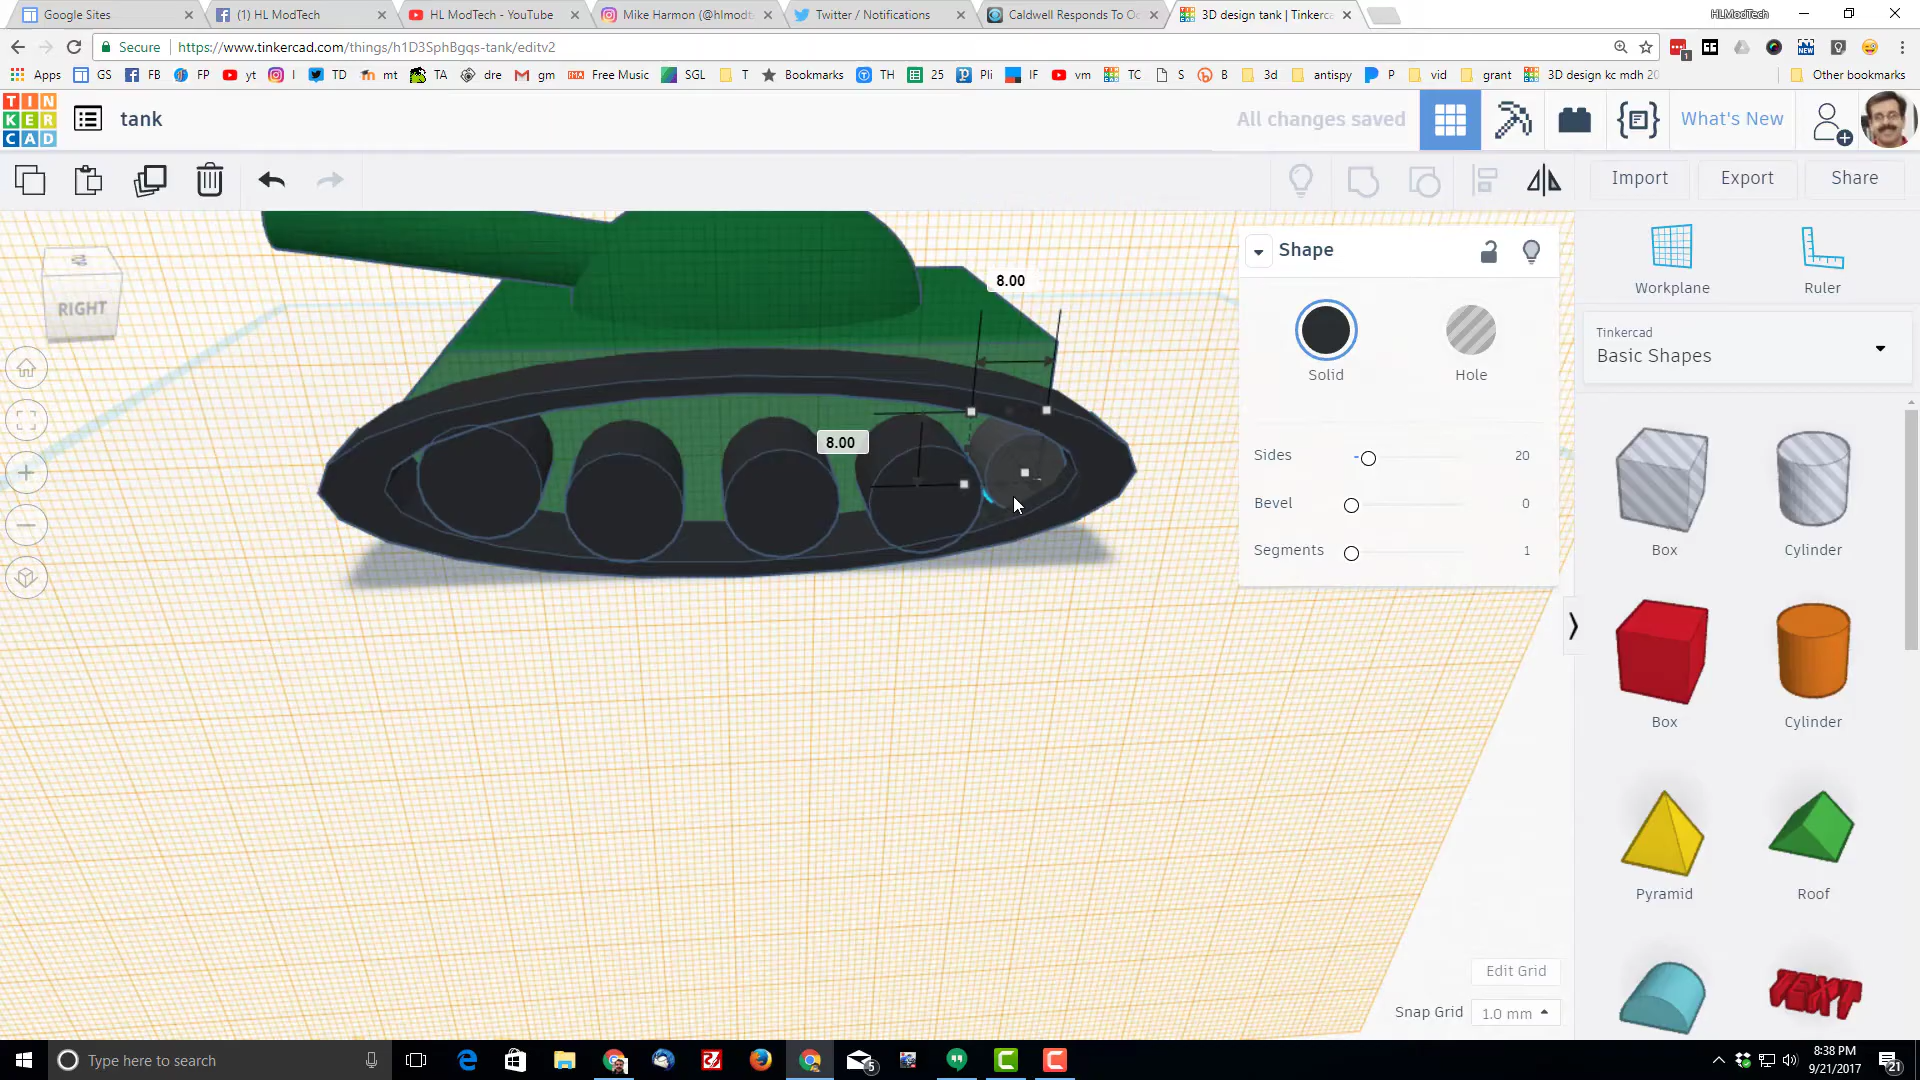 Google Sites
(1) HL ModTech
HL ModTech - YouTube
Mike Harmon (@hlmodt
Twitter / Notifications
Caldwell Responds To Oc
3D design tank | Tinkerca
HLModTech
Secure
https://www.tinkercad.com/things/h1D3SphBgqs-tank/editv2
Apps
GS
FB
FP
yt
I
TD
mt
TA
dre
gm
Free Music
SGL
T
Bookmarks
TH
25
Pli
IF
vm
TC
S
B
3d
antispy
P
vid
grant
3D design kc mdh 20
Other bookmarks
TIN
KER
CAD
tank
All changes saved
What's New
Import
Export
Share
RIGHT
8.00
8.00
Shape
Solid
Hole
Sides
20
Bevel
0
Segments
1
Workplane
Ruler
Tinkercad
Basic Shapes
Box
Cylinder
Box
Cylinder
Pyramid
Roof
TEXT
Edit Grid
Snap Grid
1.0 mm
Type here to search
5
8:38 PM
9/21/2017
21